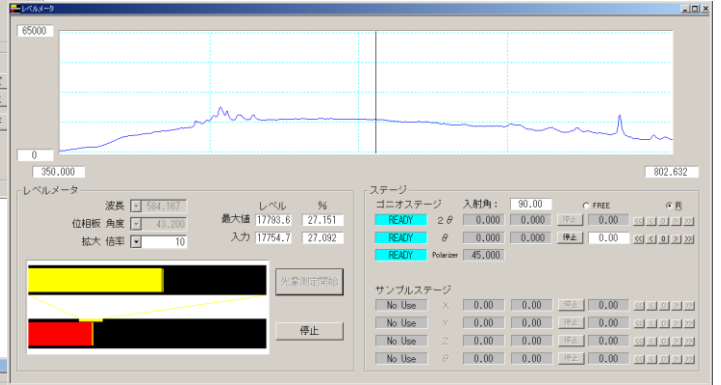 レベルメータ
65000
0
350.000 802.632
レベルメータ
波長 584.167
位相板 角度 43.200
拡大 倍率 10
レベル %
最大値 17793.6 27.151
入力 17754.7 27.092
光量測定開始
停止
ステージ
ゴニオステージ 入射角: 90.00 FREE R
READY 2θ 0.000 0.000 停止 0.00 << < 0 > >>
READY θ 0.000 0.000 停止 0.00 << < 0 > >>
READY Polarizer 45.000
サンプルステージ
No Use X 0.00 0.00 停止 0.00 << < 0 > >>
No Use Y 0.00 0.00 停止 0.00 << < 0 > >>
No Use Z 0.00 0.00 停止 0.00 << < 0 > >>
No Use θ 0.00 0.00 停止 0.00 << < 0 > >>